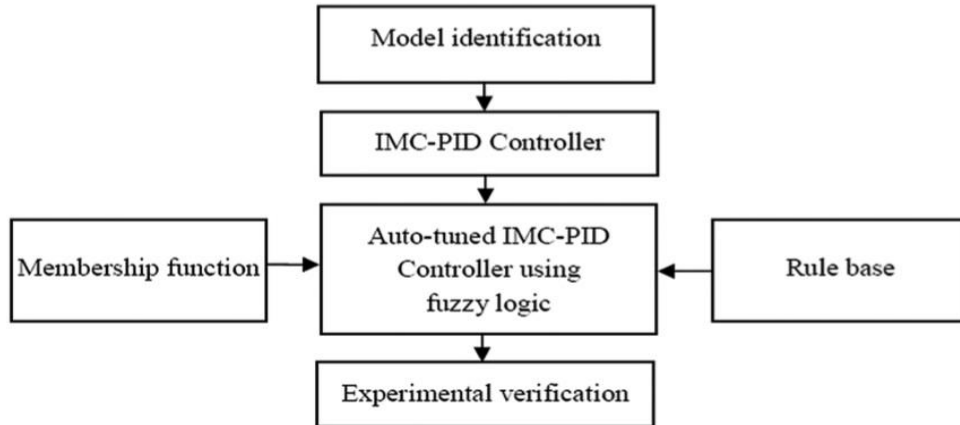 Model identification
IMC-PID Controller
Auto-tuned IMC-PID
Controller using
fuzzy logic
Membership function
Rule base
Experimental verification